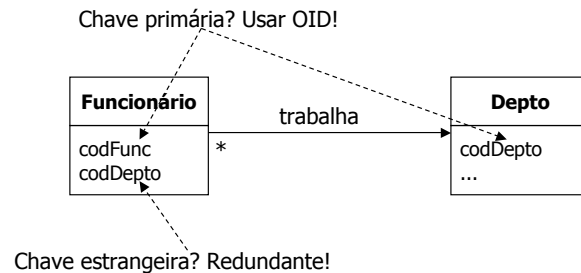 Chave primária? Usar OID!
Funcionário
Depto
trabalha
codFunc
codDepto
*
codDepto
...
Chave estrangeira? Redundante!